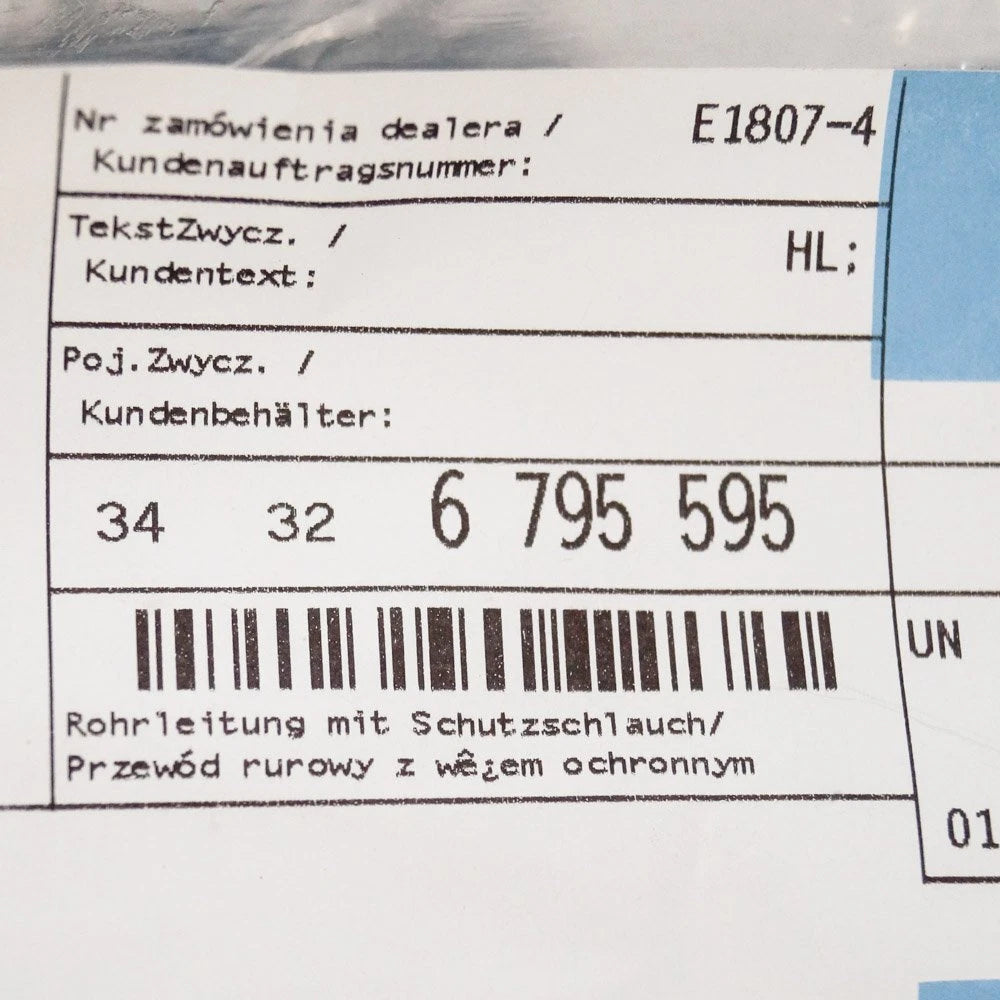 Nr zamówienia dealera / E1807-4
Kundenauftragsnummer:
TekstZwycz. / HL;
Kundentext:
Poj.Zwycz. /
Kundenbehälter:
34 32 6 795 595
UN
Rohrleitung mit Schutzschlauch/
Przewód rurowy z wê¿em ochronnym
01